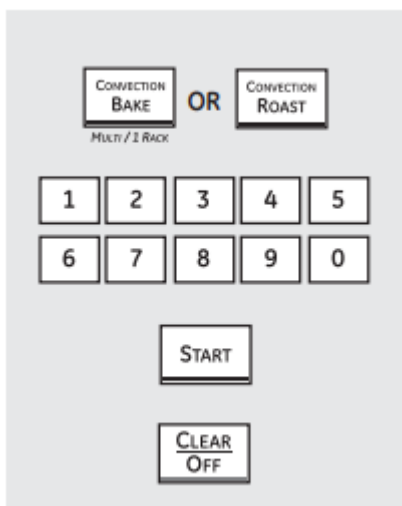 CONVECTION
BAKE
OR
CONVECTION
ROAST
MULTI / 1 RACK
1 2 3 4 5
6 7 8 9 0
START
CLEAR
OFF